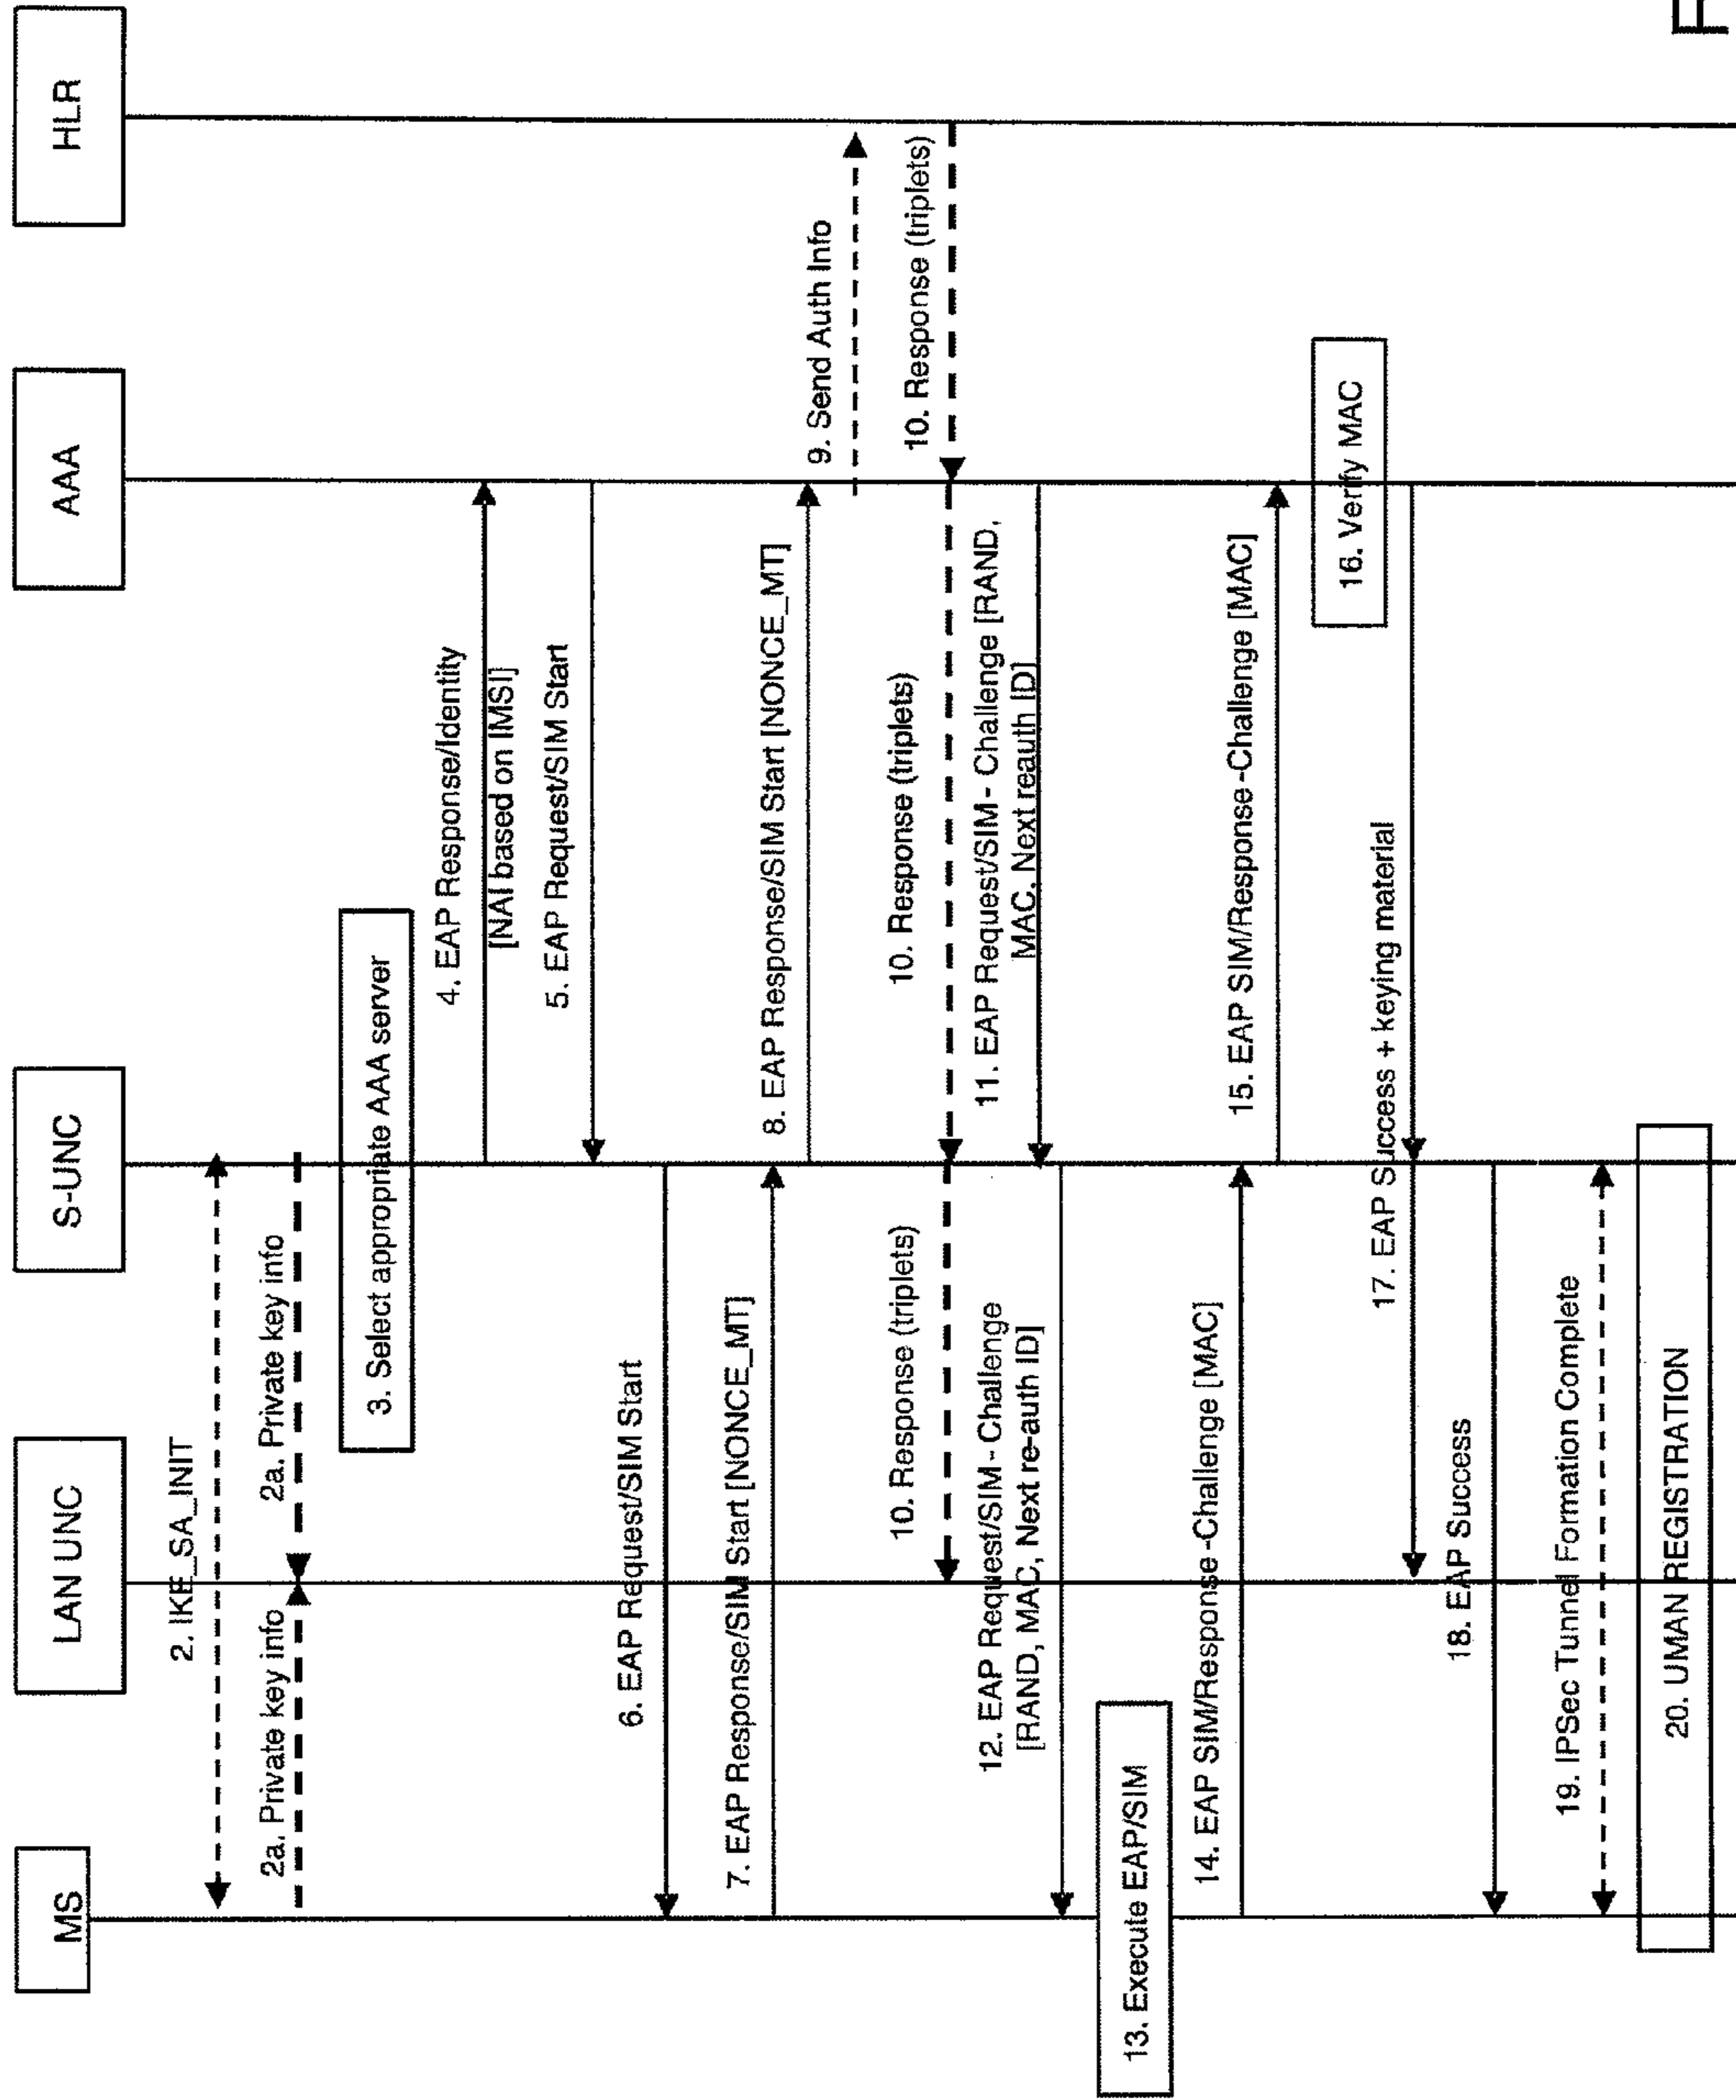 MS
LAN UNC
S-UNC
AAA
HLR
2. IKE_SA_INIT
2a. Private key info
2a. Private key info
3. Select appropriate AAA server
4. EAP Response/Identity
[NAI based on IMSI]
5. EAP Request/SIM Start
6. EAP Request/SIM Start
7. EAP Response/SIM Start [NONCE_MT]
8. EAP Response/SIM Start [NONCE_MT]
9. Send Auth Info
10. Response (triplets)
10. Response (triplets)
10. Response (triplets)
11. EAP Request/SIM - Challenge [RAND,
MAC, Next reauth ID]
12. EAP Request/SIM - Challenge
[RAND, MAC, Next re-auth ID]
13. Execute EAP/SIM
14. EAP SIM/Response -Challenge [MAC]
15. EAP SIM/Response -Challenge [MAC]
16. Verify MAC
17. EAP Success + keying material
18. EAP Success
19. IPSec Tunnel Formation Complete
20. UMAN REGISTRATION